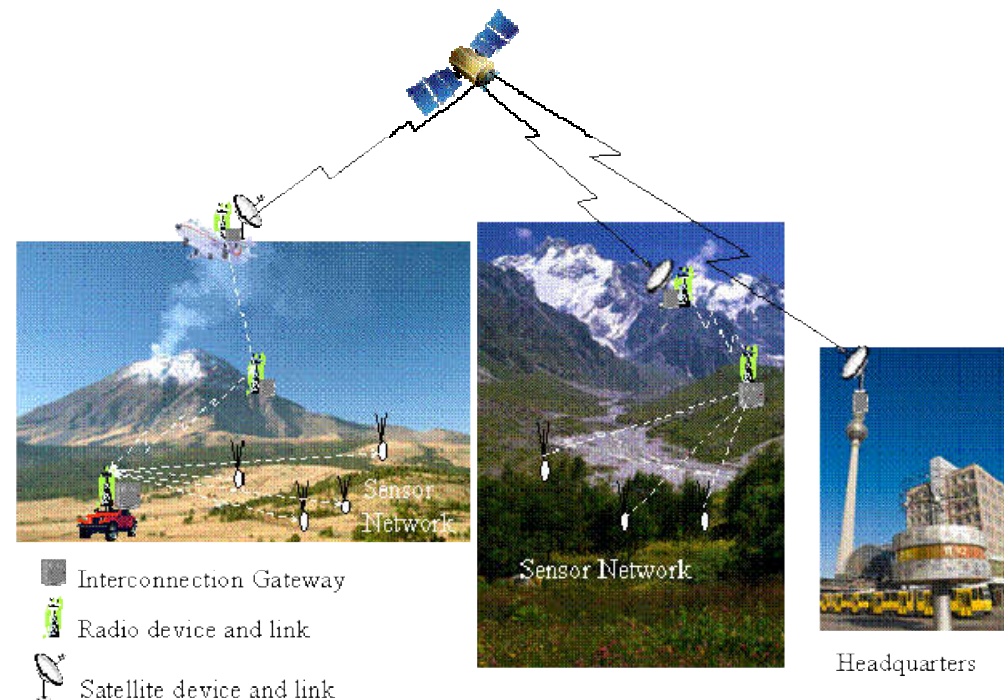 Sensor
Network
Sensor Network
Interconnection Gateway
Radio device and link
Satellite device and link
Headquarters